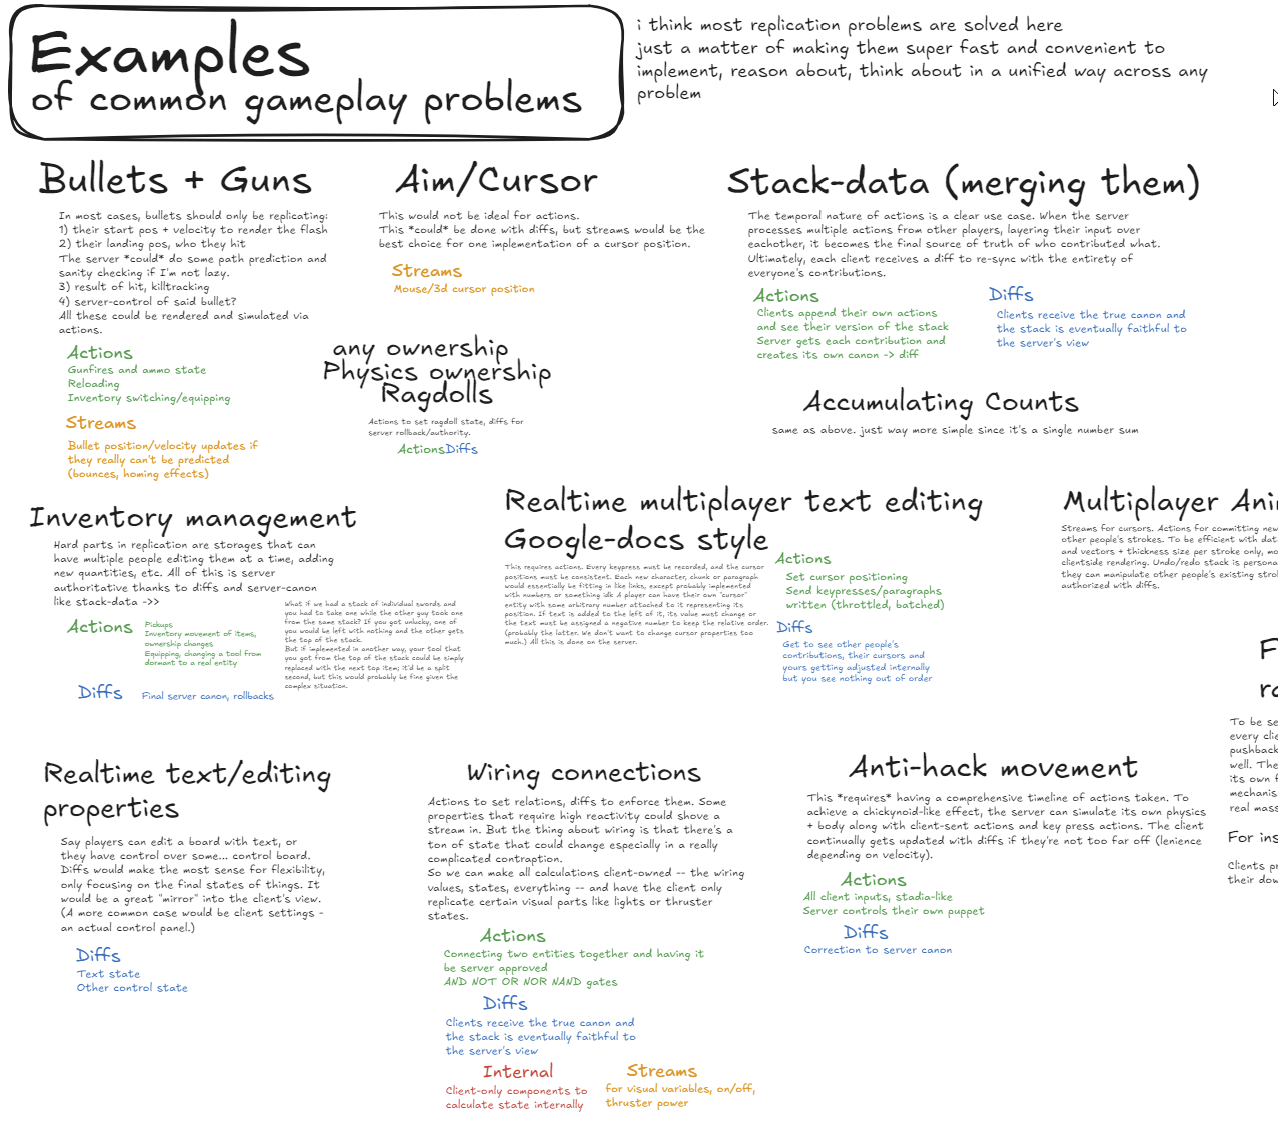 Examples
of common gameplay problems
i think most replication problems are solved here
just a matter of making them super fast and convenient to
implement, reason about, think about in a unified way across any
problem
Bullets + Guns
In most cases, bullets should only be replicating:
1) their start pos + velocity to render the flash
2) their landing pos, who they hit
The server *could* do some path prediction and
sanity checking if I'm not lazy.
3) result of hit, killtracking
4) server-control of said bullet?
All these could be rendered and simulated via
actions.
Actions
Gunfires and ammo state
Reloading
Inventory switching/equipping
Streams
Bullet position/velocity updates if
they really can't be predicted
(bounces, homing effects)
Aim/Cursor
This would not be ideal for actions.
This *could* be done with diffs, but streams would be the
best choice for one implementation of a cursor position.
Streams
Mouse/3d cursor position
any ownership
Physics ownership
Ragdolls
Actions to set ragdoll state, diffs for
server rollback/authority.
Actions Diffs
Stack-data (merging them)
The temporal nature of actions is a clear use case. When the server
processes multiple actions from other players, layering their input over
eachother, it becomes the final source of truth of who contributed what.
Ultimately, each client receives a diff to re-sync with the entirety of
everyone's contributions.
Actions
Clients append their own actions
and see their version of the stack
Server gets each contribution and
creates its own canon -> diff
Diffs
Clients receive the true canon and
the stack is eventually faithful to
the server's view
Accumulating Counts
same as above. just way more simple since it's a single number sum
Inventory management
Hard parts in replication are storages that can
have multiple people editing them at a time, adding
new quantities, etc. All of this is server
authoritative thanks to diffs and server-canon
like stack-data ->>
Actions
Pickups
Inventory movement of items,
ownership changes
Equipping, changing a tool from
dormant to a real entity
Diffs
Final server canon, rollbacks
What if we had a stack of individual swords and
you had to take one while the other guy took one
from the same stack? If you got unlucky, one of
you would be left with nothing and the other gets
the top of the stack.
But if implemented in another way, your tool that
you got from the top of the stack could be simply
replaced with the next top item; it'd be a split
second, but this would probably be fine given the
complex situation.
Realtime multiplayer text editing
Google-docs style
This requires actions. Every keypress must be recorded, and the cursor
positions must be consistent. Each new character, chunk or paragraph
would essentially be fitting in like links, except probably implemented
with numbers or something idk A player can have their own "cursor"
entity with some arbitrary number attached to it representing its
position. If text is added to the left of it, its value must change or
the text must be assigned a negative number to keep the relative order.
(probably the latter. We don't want to change cursor properties too
much.) All this is done on the server.
Actions
Set cursor positioning
Send keypresses/paragraphs
written (throttled, batched)
Diffs
Get to see other people's
contributions, their cursors and
yours getting adjusted internally
but you see nothing out of order
Multiplayer Ani
Streams for cursors. Actions for committing new
other people's strokes. To be efficient with dat
and vectors + thickness size per stroke only, mo
clientside rendering. Undo/redo stack is persona
they can manipulate other people's existing strok
authorized with diffs.
F
ro
To be se
every clie
pushback
well. The
its own f
mechanis
real mass
For ins
Clients pr
their dow
Realtime text/editing
properties
Say players can edit a board with text, or
they have control over some... control board.
Diffs would make the most sense for flexibility,
only focusing on the final states of things. It
would be a great "mirror" into the client's view.
(A more common case would be client settings -
an actual control panel.)
Diffs
Text state
Other control state
Wiring connections
Actions to set relations, diffs to enforce them. Some
properties that require high reactivity could shove a
stream in. But the thing about wiring is that there's a
ton of state that could change especially in a really
complicated contraption.
So we can make all calculations client-owned -- the wiring
values, states, everything -- and have the client only
replicate certain visual parts like lights or thruster
states.
Actions
Connecting two entities together and having it
be server approved
AND NOT OR NOR NAND gates
Diffs
Clients receive the true canon and
the stack is eventually faithful to
the server's view
Internal
Client-only components to
calculate state internally
Streams
for visual variables, on/off,
thruster power
Anti-hack movement
This *requires* having a comprehensive timeline of actions taken. To
achieve a chickynoid-like effect, the server can simulate its own physics
+ body along with client-sent actions and key press actions. The client
continually gets updated with diffs if they're not too far off (lenience
depending on velocity).
Actions
All client inputs, stadia-like
Server controls their own puppet
Diffs
Correction to server canon